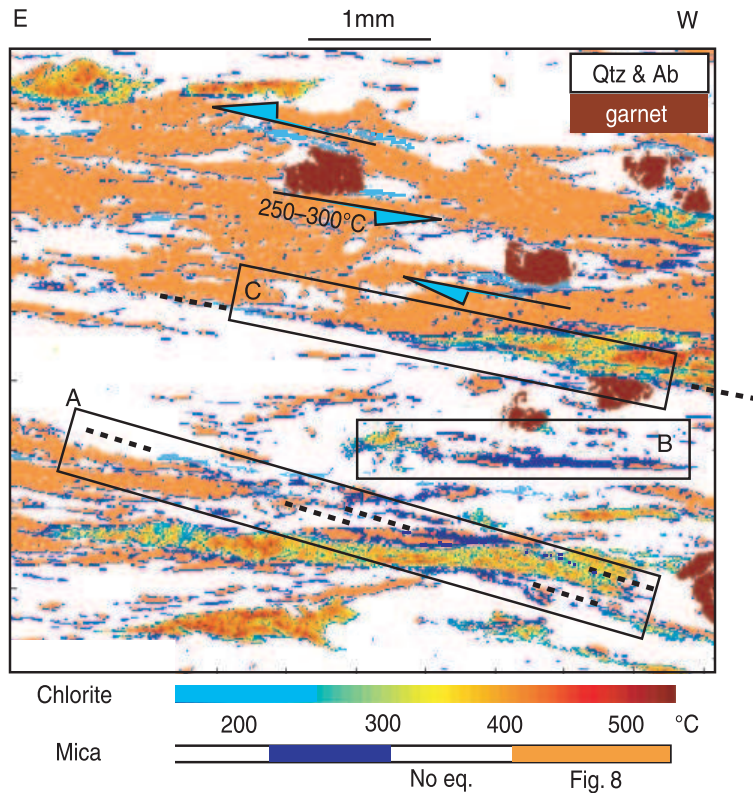 E
1mm
W
Qtz & Ab
garnet
250–300°C
C
A
B
Chlorite
200
300
400
500
°C
Mica
No eq.
Fig. 8